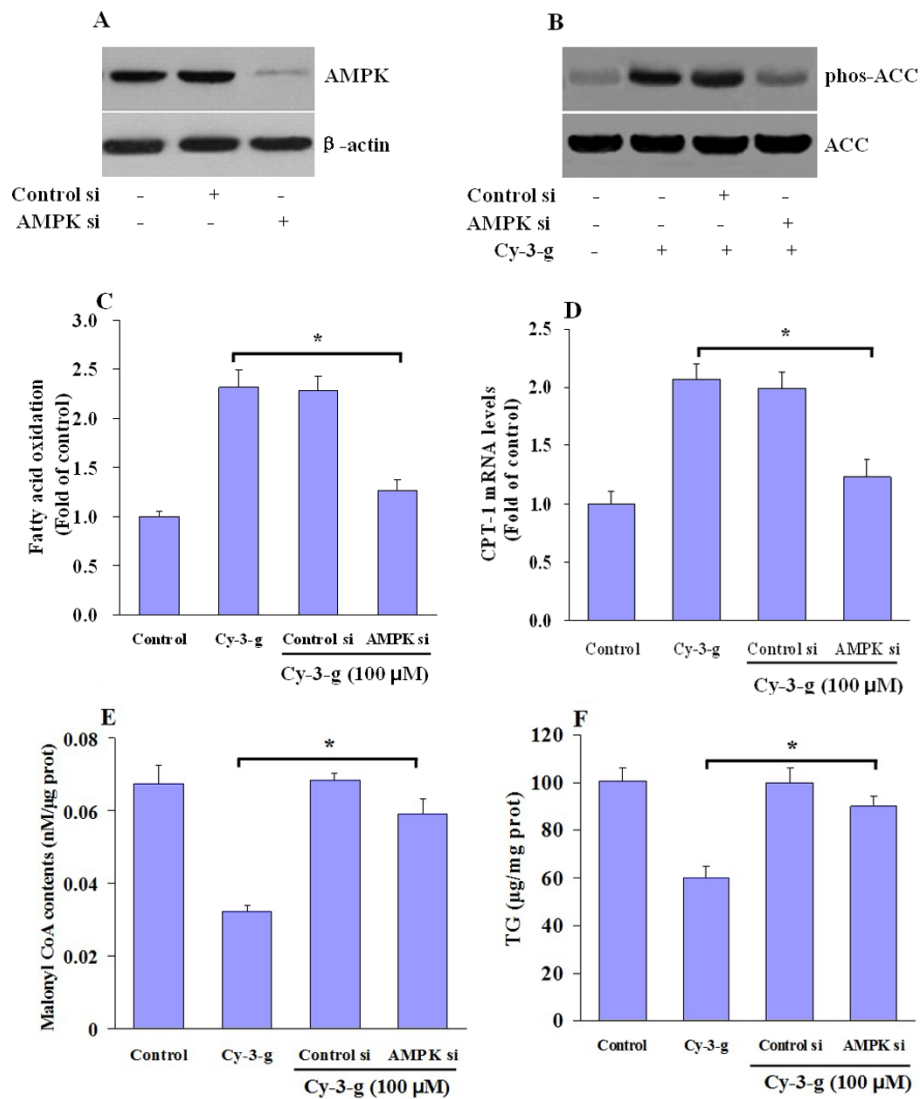 A
AMPK
β-actin
Control si - + -
AMPK si - - +
B
phos-ACC
ACC
Control si - - + -
AMPK si - - - +
Cy-3-g - + + +
C
Fatty acid oxidation
(Fold of control)
3.0
2.5
2.0
1.5
1.0
0.5
0.0
*
Control Cy-3-g Control si AMPK si
Cy-3-g (100 μM)
D
CPT-1 mRNA levels
(Fold of control)
2.5
2.0
1.5
1.0
0.5
0.0
*
Control Cy-3-g Control si AMPK si
Cy-3-g (100 μM)
E
Malonyl CoA contents (nM/μg prot)
0.08
0.06
0.04
0.02
0
*
Control Cy-3-g Control si AMPK si
Cy-3-g (100 μM)
F
TG (μg/mg prot)
120
100
80
60
40
20
0
*
Control Cy-3-g Control si AMPK si
Cy-3-g (100 μM)